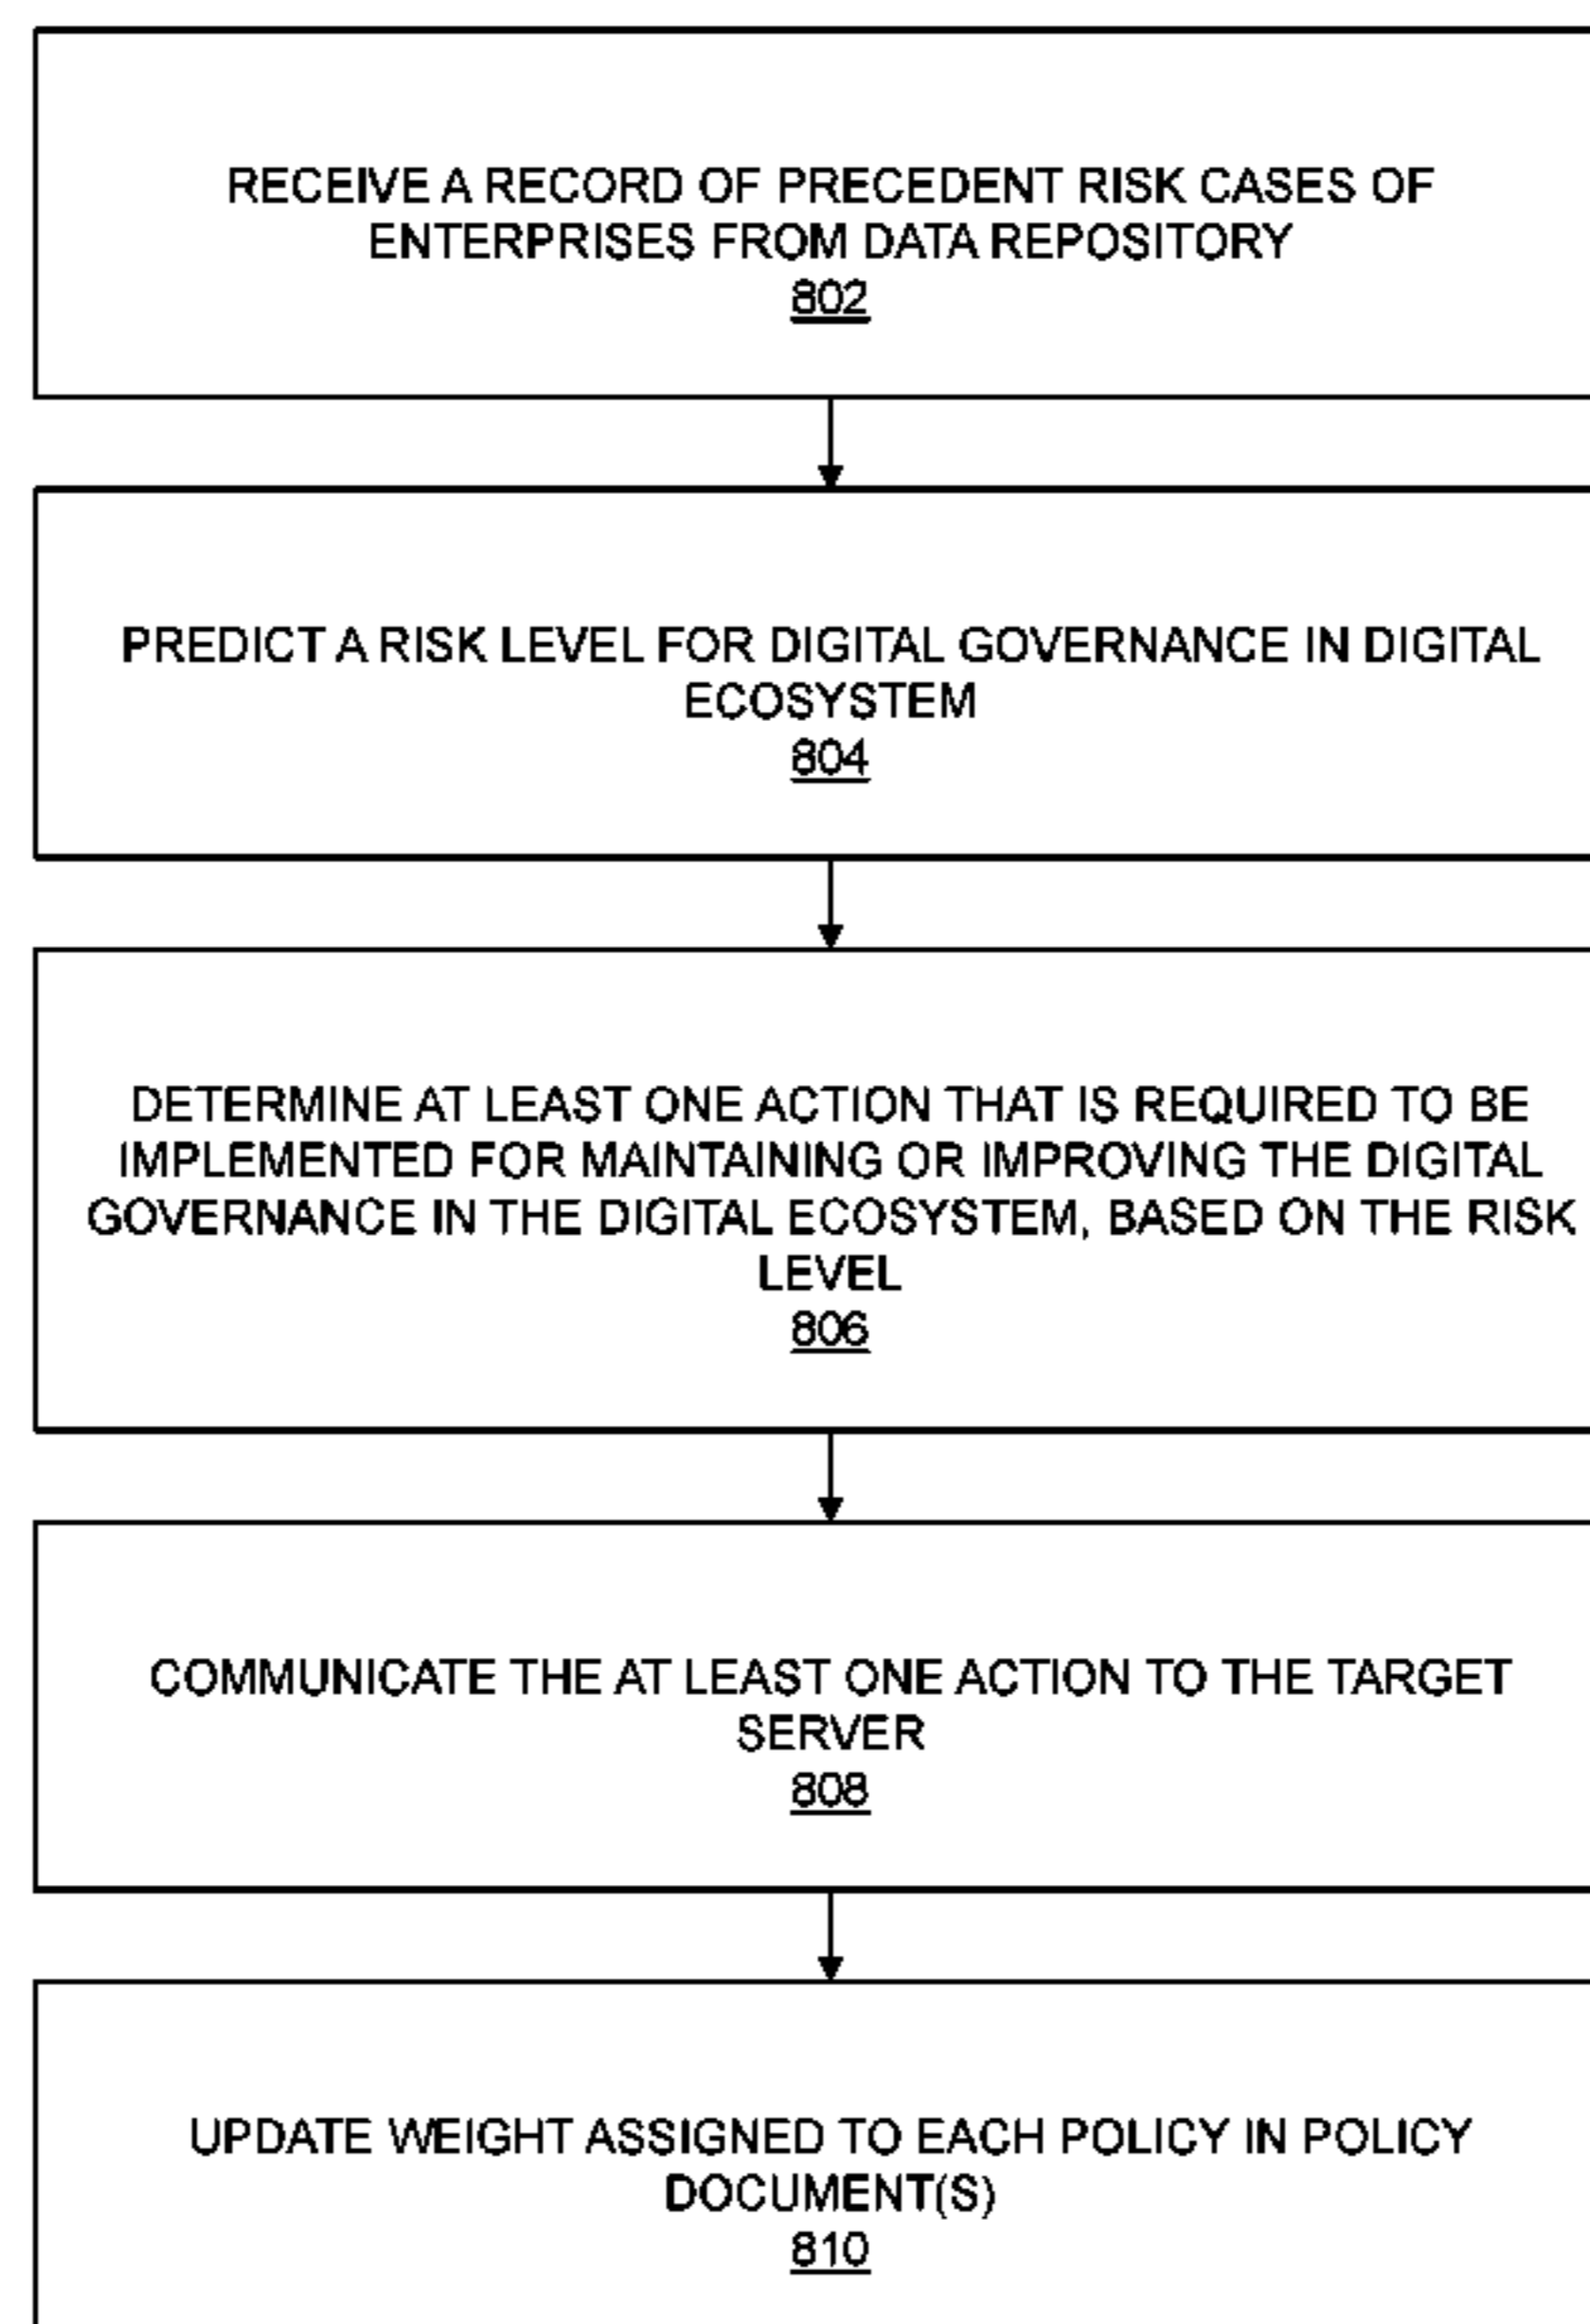 RECEIVE A RECORD OF PRECEDENT RISK CASES OF
ENTERPRISES FROM DATA REPOSITORY
802
PREDICT A RISK LEVEL FOR DIGITAL GOVERNANCE IN DIGITAL
ECOSYSTEM
804
DETERMINE AT LEAST ONE ACTION THAT IS REQUIRED TO BE
IMPLEMENTED FOR MAINTAINING OR IMPROVING THE DIGITAL
GOVERNANCE IN THE DIGITAL ECOSYSTEM, BASED ON THE RISK
LEVEL
806
COMMUNICATE THE AT LEAST ONE ACTION TO THE TARGET
SERVER
808
UPDATE WEIGHT ASSIGNED TO EACH POLICY IN POLICY
DOCUMENT(S)
810